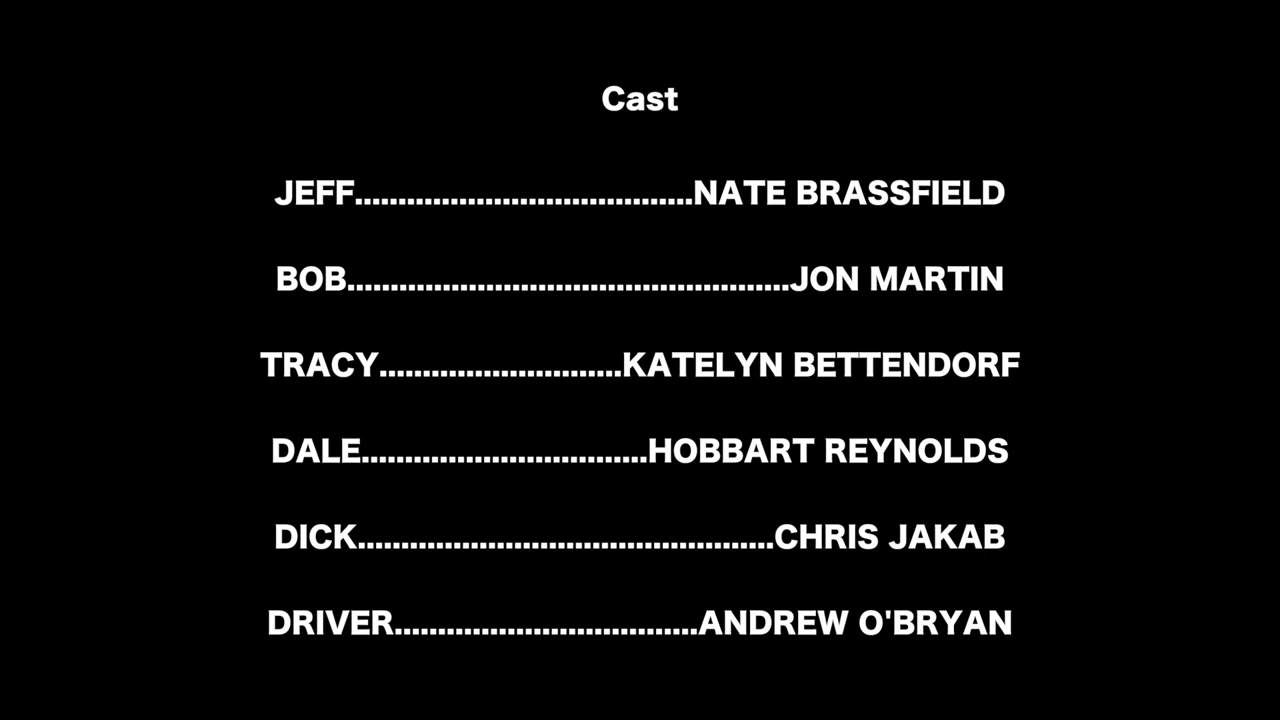 Cast
JEFF.......................................NATE BRASSFIELD
BOB...................................................JON MARTIN
TRACY............................KATELYN BETTENDORF
DALE.................................HOBBART REYNOLDS
DICK................................................CHRIS JAKAB
DRIVER...................................ANDREW O'BRYAN